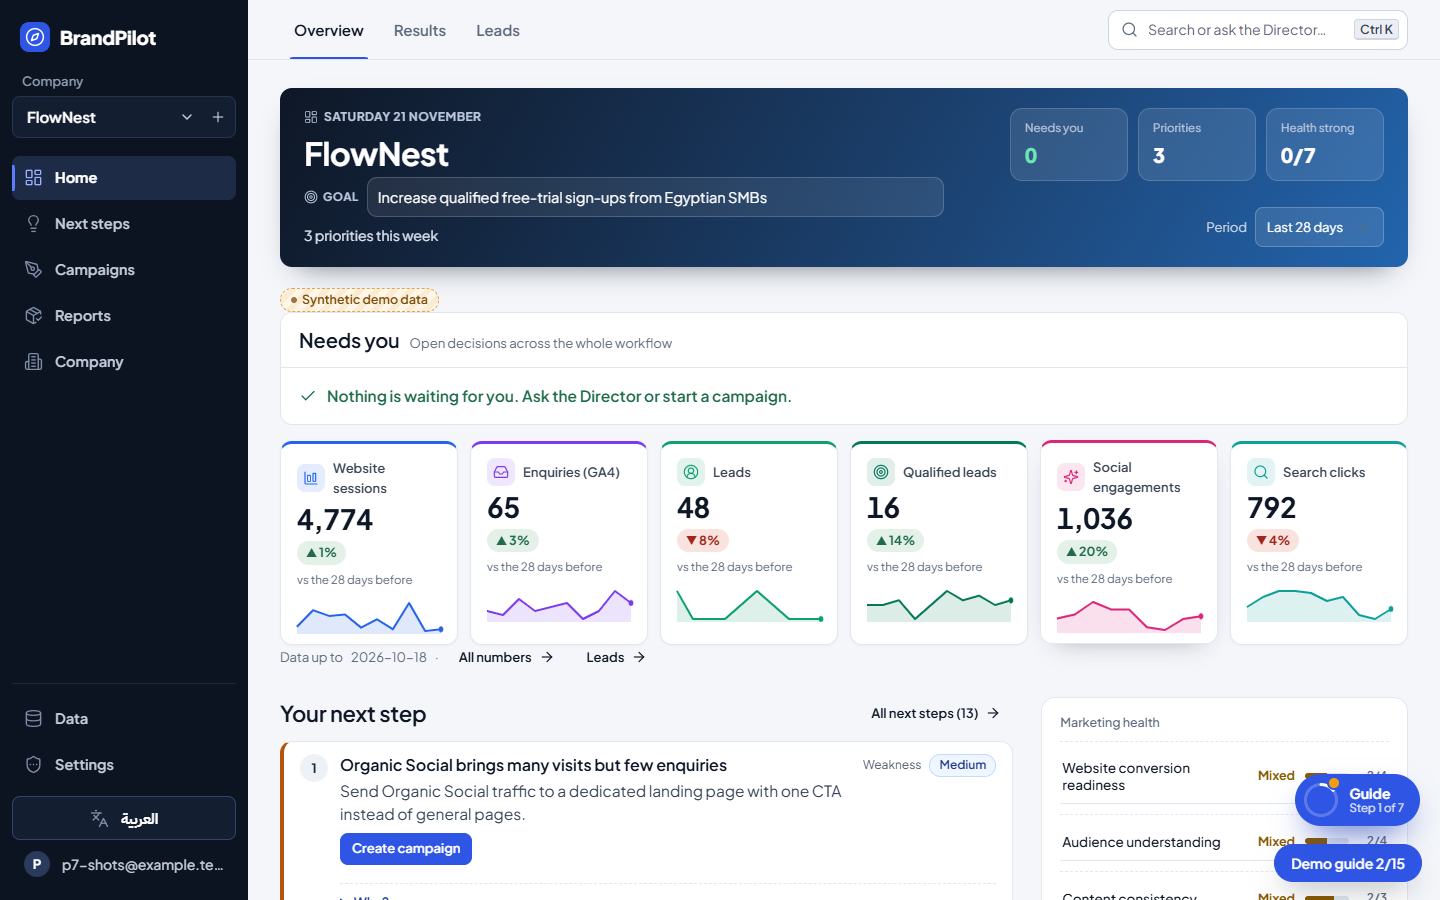 BrandPilot
Company
FlowNest
Home
Next steps
Campaigns
Reports
Company
Data
Settings
العربية
P
p7-shots@example.te...
Overview
Results
Leads
Search or ask the Director...
Ctrl K
SATURDAY 21 NOVEMBER
FlowNest
GOAL
Increase qualified free-trial sign-ups from Egyptian SMBs
3 priorities this week
Needs you
0
Priorities
3
Health strong
0/7
Period
Last 28 days
Synthetic demo data
Needs you
Open decisions across the whole workflow
Nothing is waiting for you. Ask the Director or start a campaign.
Website
sessions
4,774
▲1%
vs the 28 days before
Enquiries (GA4)
65
▲3%
vs the 28 days before
Leads
48
▼8%
vs the 28 days before
Qualified leads
16
▲14%
vs the 28 days before
Social
engagements
1,036
▲20%
vs the 28 days before
Search clicks
792
▼4%
vs the 28 days before
Data up to 2026-10-18 ·
All numbers →
Leads →
Your next step
All next steps (13) →
1
Organic Social brings many visits but few enquiries
Weakness
Medium
Send Organic Social traffic to a dedicated landing page with one CTA
instead of general pages.
Create campaign
Marketing health
Website conversion
readiness
Mixed
Audience understanding
Mixed
2/4
Content consistency
Mixed
2/3
Guide
Step 1 of 7
Demo guide 2/15